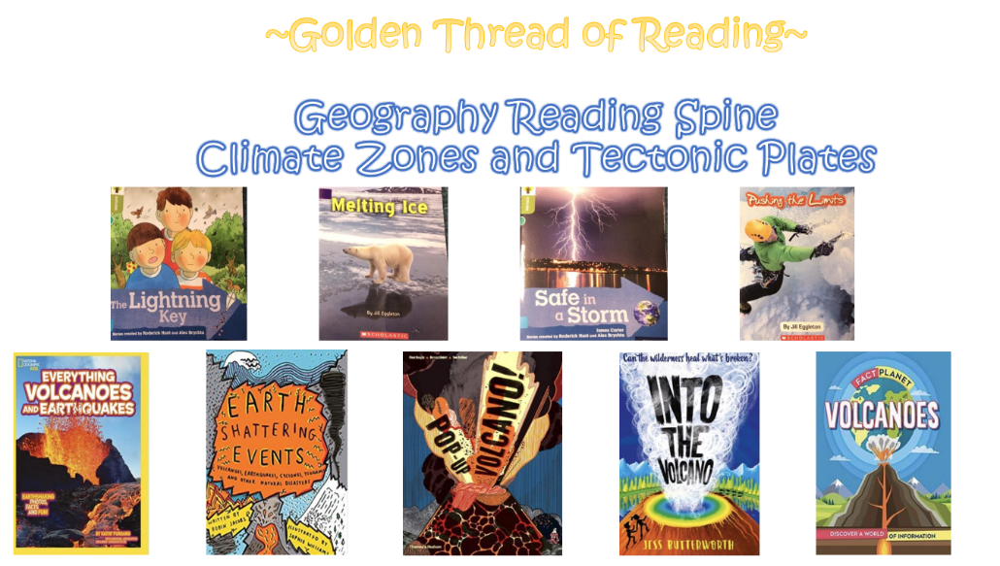 ~Golden Thread of Reading~
Geography Reading Spine
Climate Zones and Tectonic Plates
The Lightning
Key
Stories created by Roderick Hunt and Alex Brychta
Melting Ice
By Jill Eggleton
SCHOLASTIC
Safe in
a Storm
James Carter
Stories created by Roderick Hunt and Alex Brychta
Pushing the Limits
By Jill Eggleton
SCHOLASTIC
NATIONAL
GEOGRAPHIC
KIDS
EVERYTHING
VOLCANOES
AND EARTHQUAKES
EARTHSHAKING
PHOTOS,
FACTS,
AND FUN!
BY KATHY FURGANG
EARTH
SHATTERING
EVENTS
VOLCANOES, EARTHQUAKES, CYCLONES, TSUNAMIS
AND OTHER NATURAL DISASTERS
WRITTEN BY
ROBIN JACOBS
ILLUSTRATED BY
SOPHIE WILLIAMS
POP-UP
VOLCANO!
Thames & Hudson
Can the wilderness heal what's broken?
INTO
THE
VOLCANO
JESS BUTTERWORTH
FACT PLANET
VOLCANOES
DISCOVER A WORLD OF INFORMATION